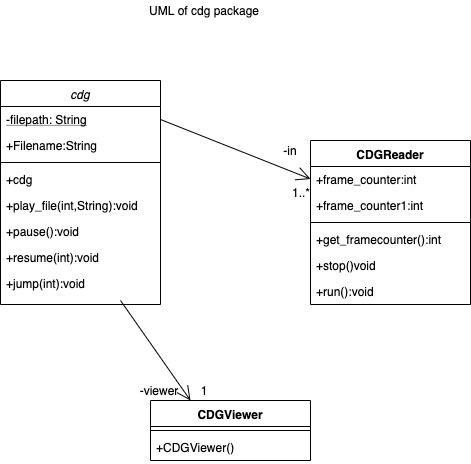 UML of cdg package
cdg
-filepath: String
+Filename:String
+cdg
+play_file(int,String):void
+pause():void
+resume(int):void
+jump(int):void
-in
1..*
CDGReader
+frame_counter:int
+frame_counter1:int
+get_framecounter():int
+stop()void
+run():void
-viewer
1
CDGViewer
+CDGViewer()